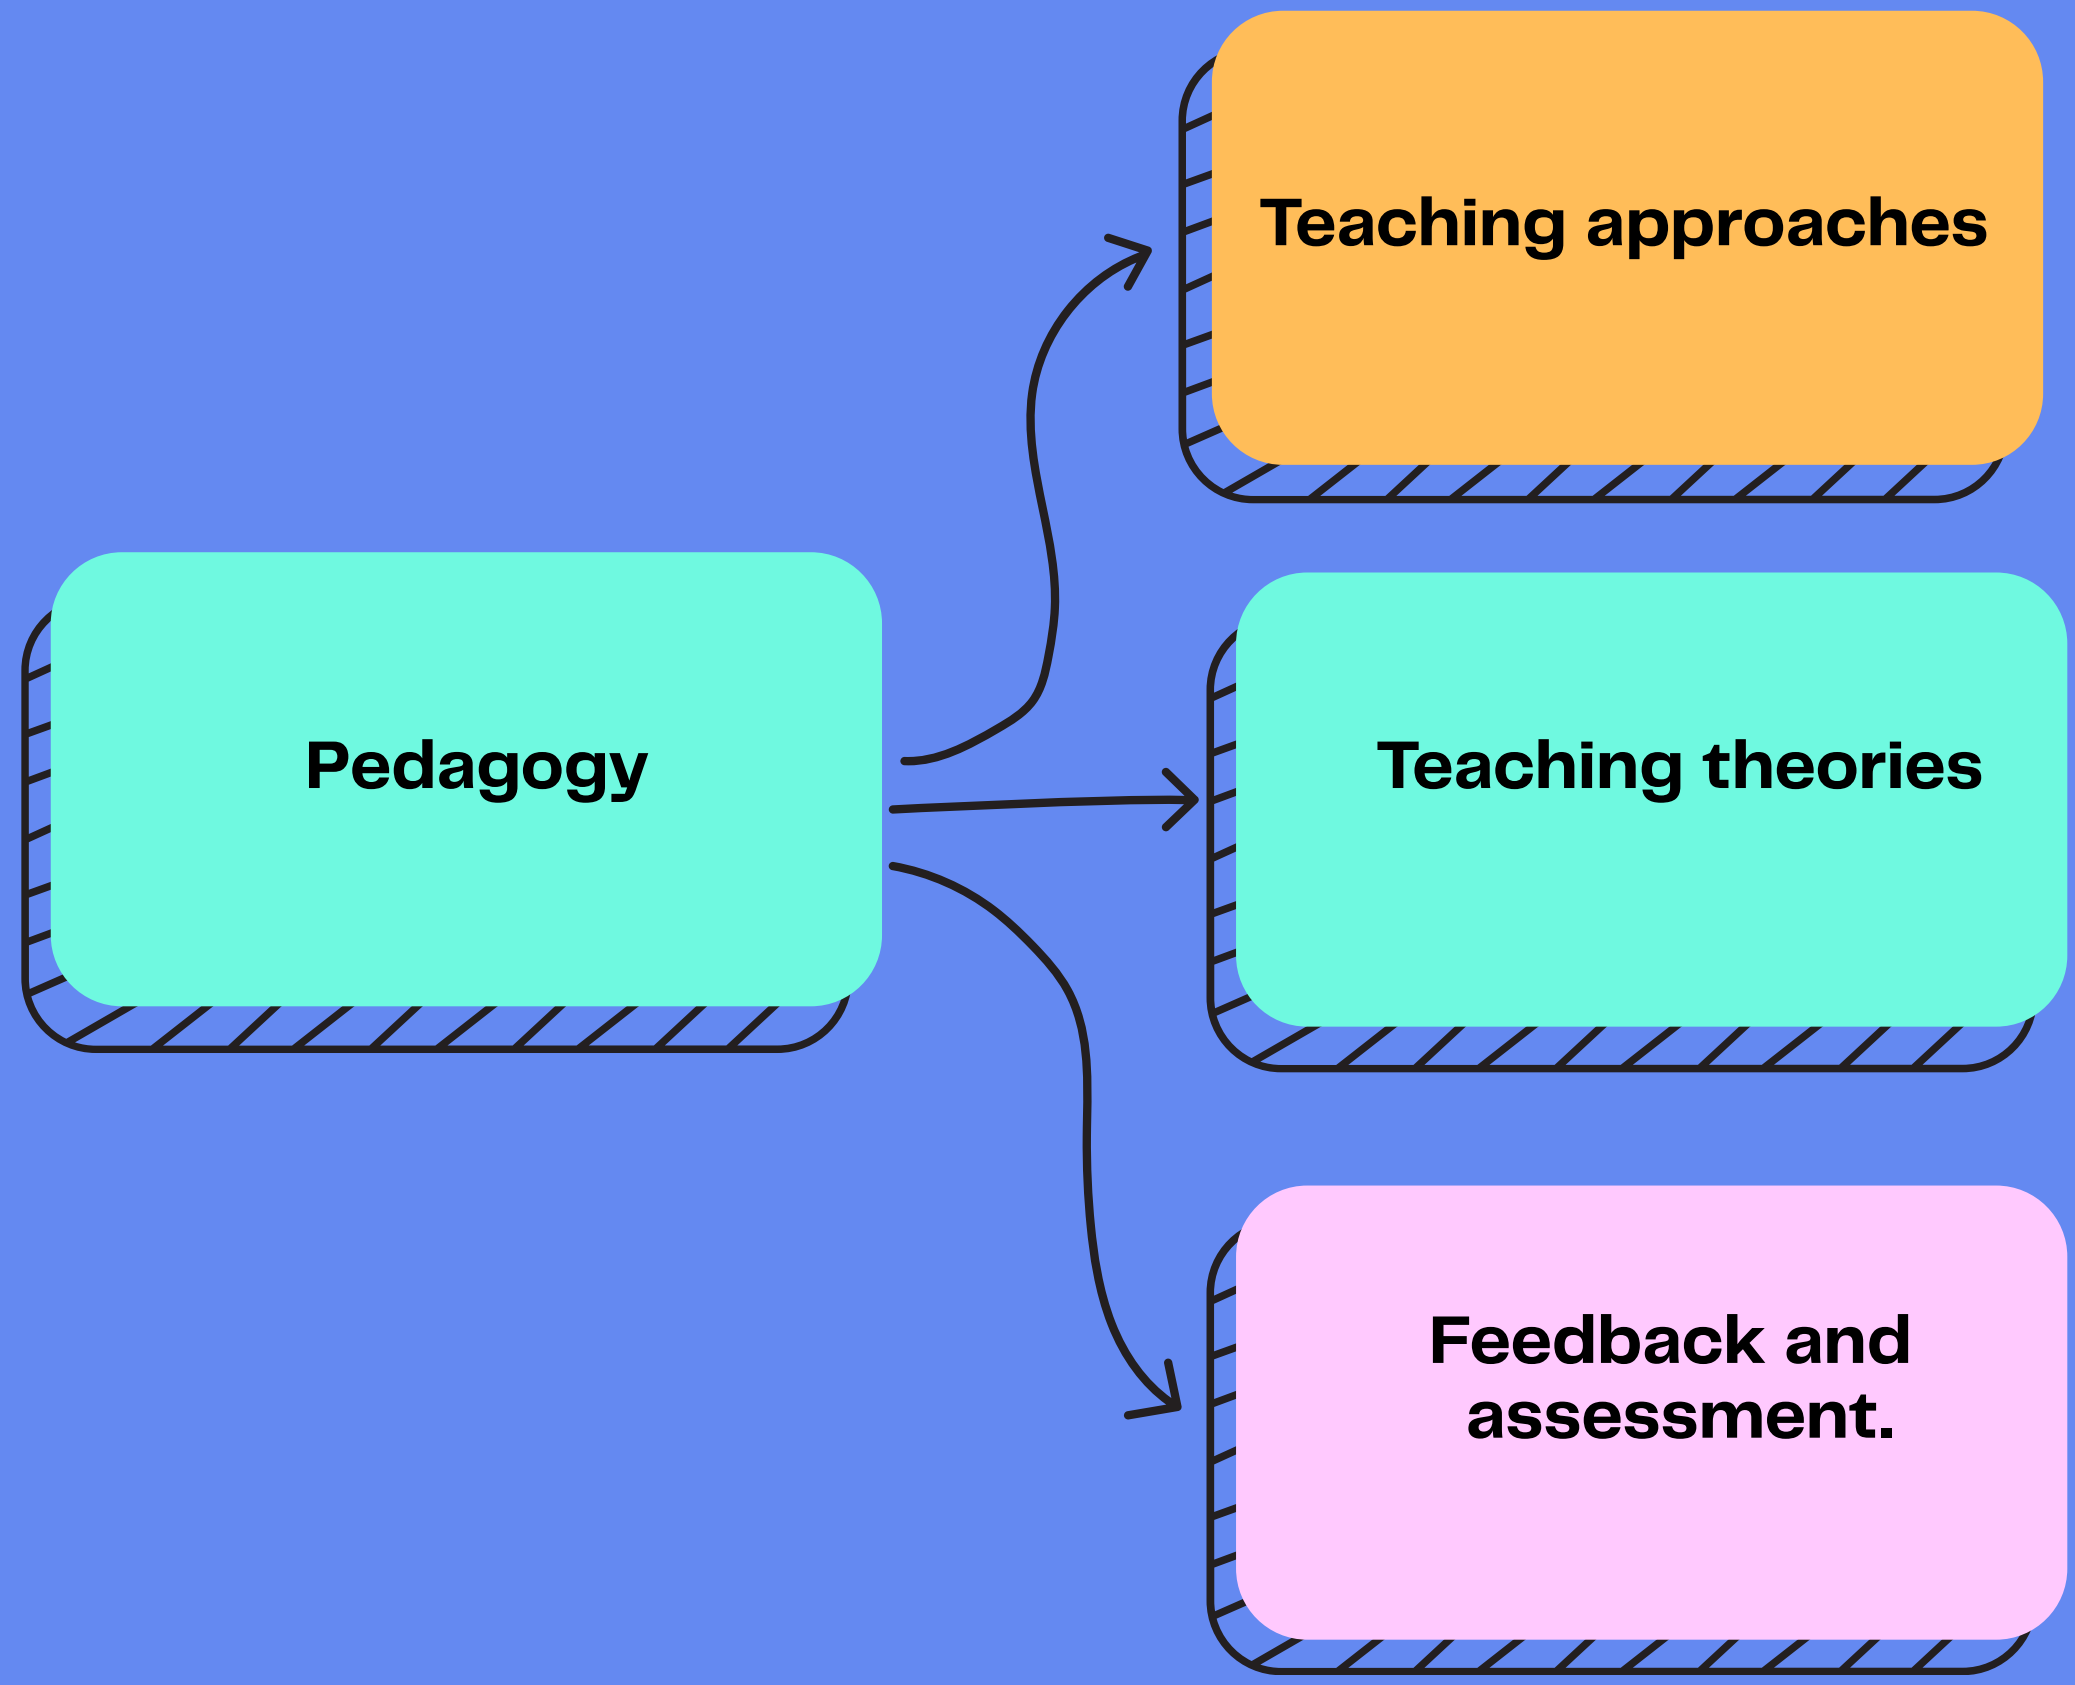 Teaching approaches
Pedagogy
Teaching theories
Feedback and
assessment.